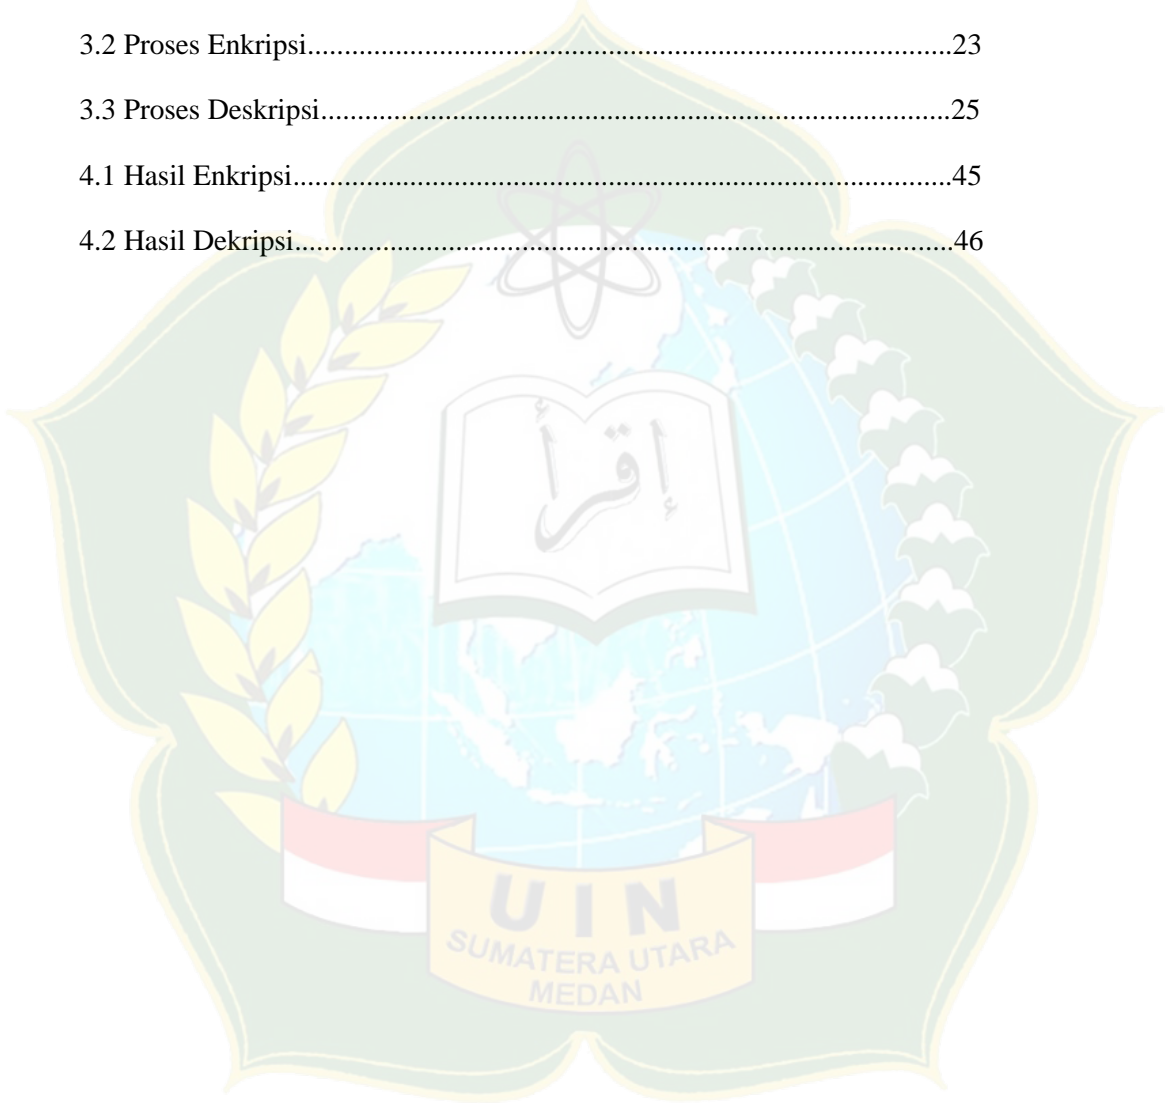 3.2 Proses Enkripsi.......................................................................................23
3.3 Proses Deskripsi.....................................................................................25
4.1 Hasil Enkripsi.........................................................................................45
4.2 Hasil Dekripsi.........................................................................................46
إقرأ
UIN
SUMATERA UTARA
MEDAN